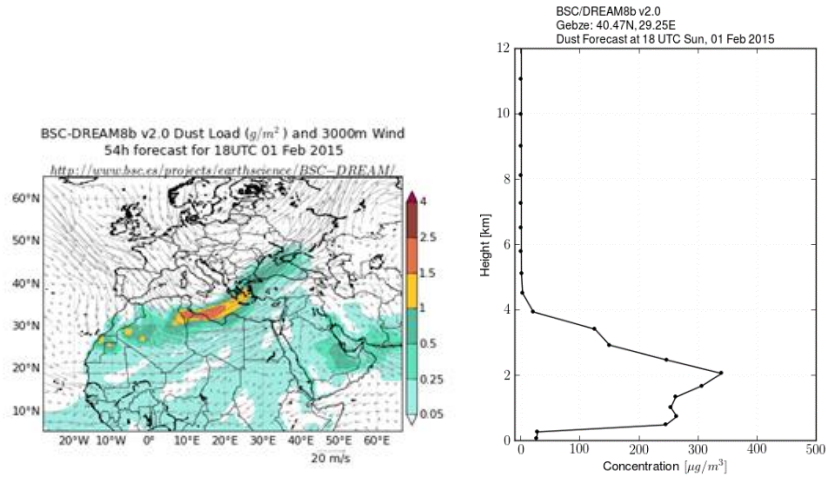 BSC-DREAM8b v2.0 Dust Load (g/m²) and 3000m Wind
54h forecast for 18UTC 01 Feb 2015
http://www.bsc.es/projects/earthscience/BSC-DREAM/
60°N
50°N
40°N
30°N
20°N
10°N
20°W 10°W 0° 10°E 20°E 30°E 40°E 50°E 60°E
20 m/s
4
2.5
1.5
1
0.5
0.25
0.05
BSC/DREAM8b v2.0
Gebze: 40.47N, 29.25E
Dust Forecast at 18 UTC Sun, 01 Feb 2015
Height [km]
12
10
8
6
4
2
0
0 100 200 300 400 500
Concentration [µg/m³]